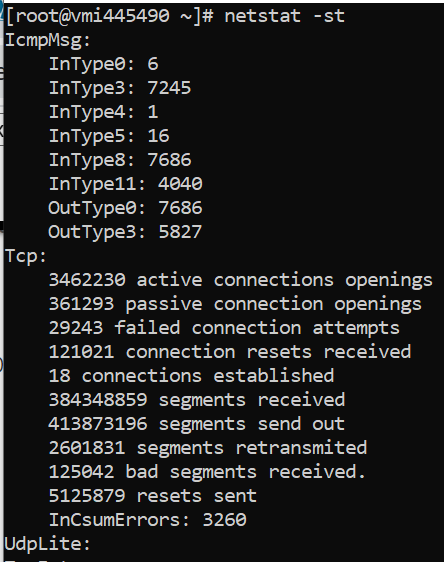 [root@vmi445490 ~]# netstat -st
IcmpMsg:
    InType0: 6
    InType3: 7245
    InType4: 1
    InType5: 16
    InType8: 7686
    InType11: 4040
    OutType0: 7686
    OutType3: 5827
Tcp:
    3462230 active connections openings
    361293 passive connection openings
    29243 failed connection attempts
    121021 connection resets received
    18 connections established
    384348859 segments received
    413873196 segments send out
    2601831 segments retransmited
    125042 bad segments received.
    5125879 resets sent
    InCsumErrors: 3260
UdpLite: